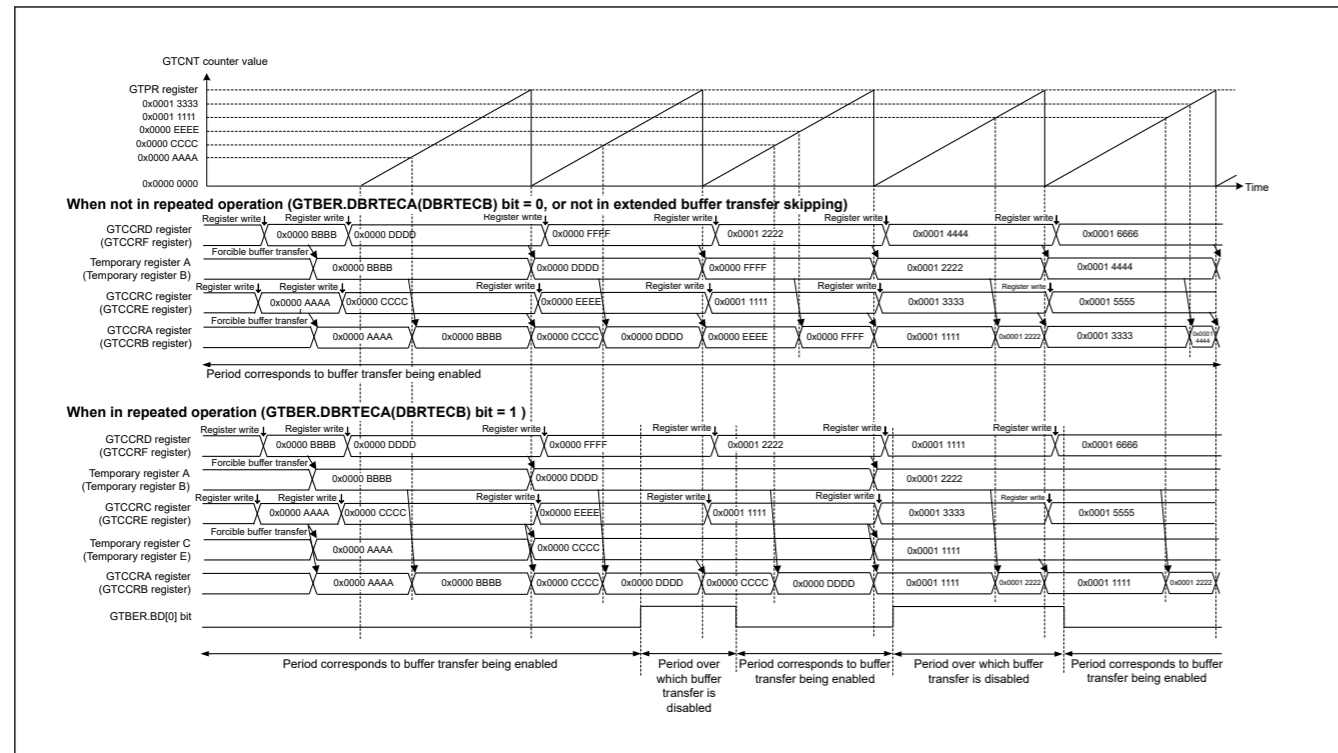 GTCNT counter value
GTPR register
0x0001 3333
0x0001 1111
0x0000 EEEE
0x0000 CCCC
0x0000 AAAA
0x0000 0000
Time
When not in repeated operation (GTBER.DBRTECA(DBRTECB) bit = 0, or not in extended buffer transfer skipping)
Register write Register write Register write Register write Register write Register write
GTCCRD register
(GTCCRF register)
0x0000 BBBB 0x0000 DDDD 0x0000 FFFF 0x0001 2222 0x0001 4444 0x0001 6666
Forcible buffer transfer
Temporary register A
(Temporary register B)
0x0000 BBBB 0x0000 DDDD 0x0000 FFFF 0x0001 2222 0x0001 4444
Register write Register write Register write Register write Register write Register write
GTCCRC register
(GTCCRE register)
0x0000 AAAA 0x0000 CCCC 0x0000 EEEE 0x0001 1111 0x0001 3333 0x0001 5555
Forcible buffer transfer
GTCCRA register
(GTCCRB register)
0x0000 AAAA 0x0000 BBBB 0x0000 CCCC 0x0000 DDDD 0x0000 EEEE 0x0000 FFFF 0x0001 1111 0x0001 2222 0x0001 3333 0x0001 4444
Period corresponds to buffer transfer being enabled
When in repeated operation (GTBER.DBRTECA(DBRTECB) bit = 1 )
Register write Register write Register write Register write Register write Register write
GTCCRD register
(GTCCRF register)
0x0000 BBBB 0x0000 DDDD 0x0000 FFFF 0x0001 2222 0x0001 1111 0x0001 6666
Forcible buffer transfer
Temporary register A
(Temporary register B)
0x0000 BBBB 0x0000 DDDD 0x0001 2222
Register write Register write Register write Register write Register write Register write
GTCCRC register
(GTCCRE register)
0x0000 AAAA 0x0000 CCCC 0x0000 EEEE 0x0001 1111 0x0001 3333 0x0001 5555
Forcible buffer transfer
Temporary register C
(Temporary register E)
0x0000 AAAA 0x0000 CCCC 0x0001 1111
GTCCRA register
(GTCCRB register)
0x0000 AAAA 0x0000 BBBB 0x0000 CCCC 0x0000 DDDD 0x0000 CCCC 0x0000 DDDD 0x0001 1111 0x0001 2222 0x0001 1111 0x0001 2222
GTBER.BD[0] bit
Period corresponds to buffer transfer being enabled
Period over
which buffer
transfer is
disabled
Period corresponds to buffer
transfer being enabled
Period over which buffer
transfer is disabled
Period corresponds to buffer
transfer being enabled